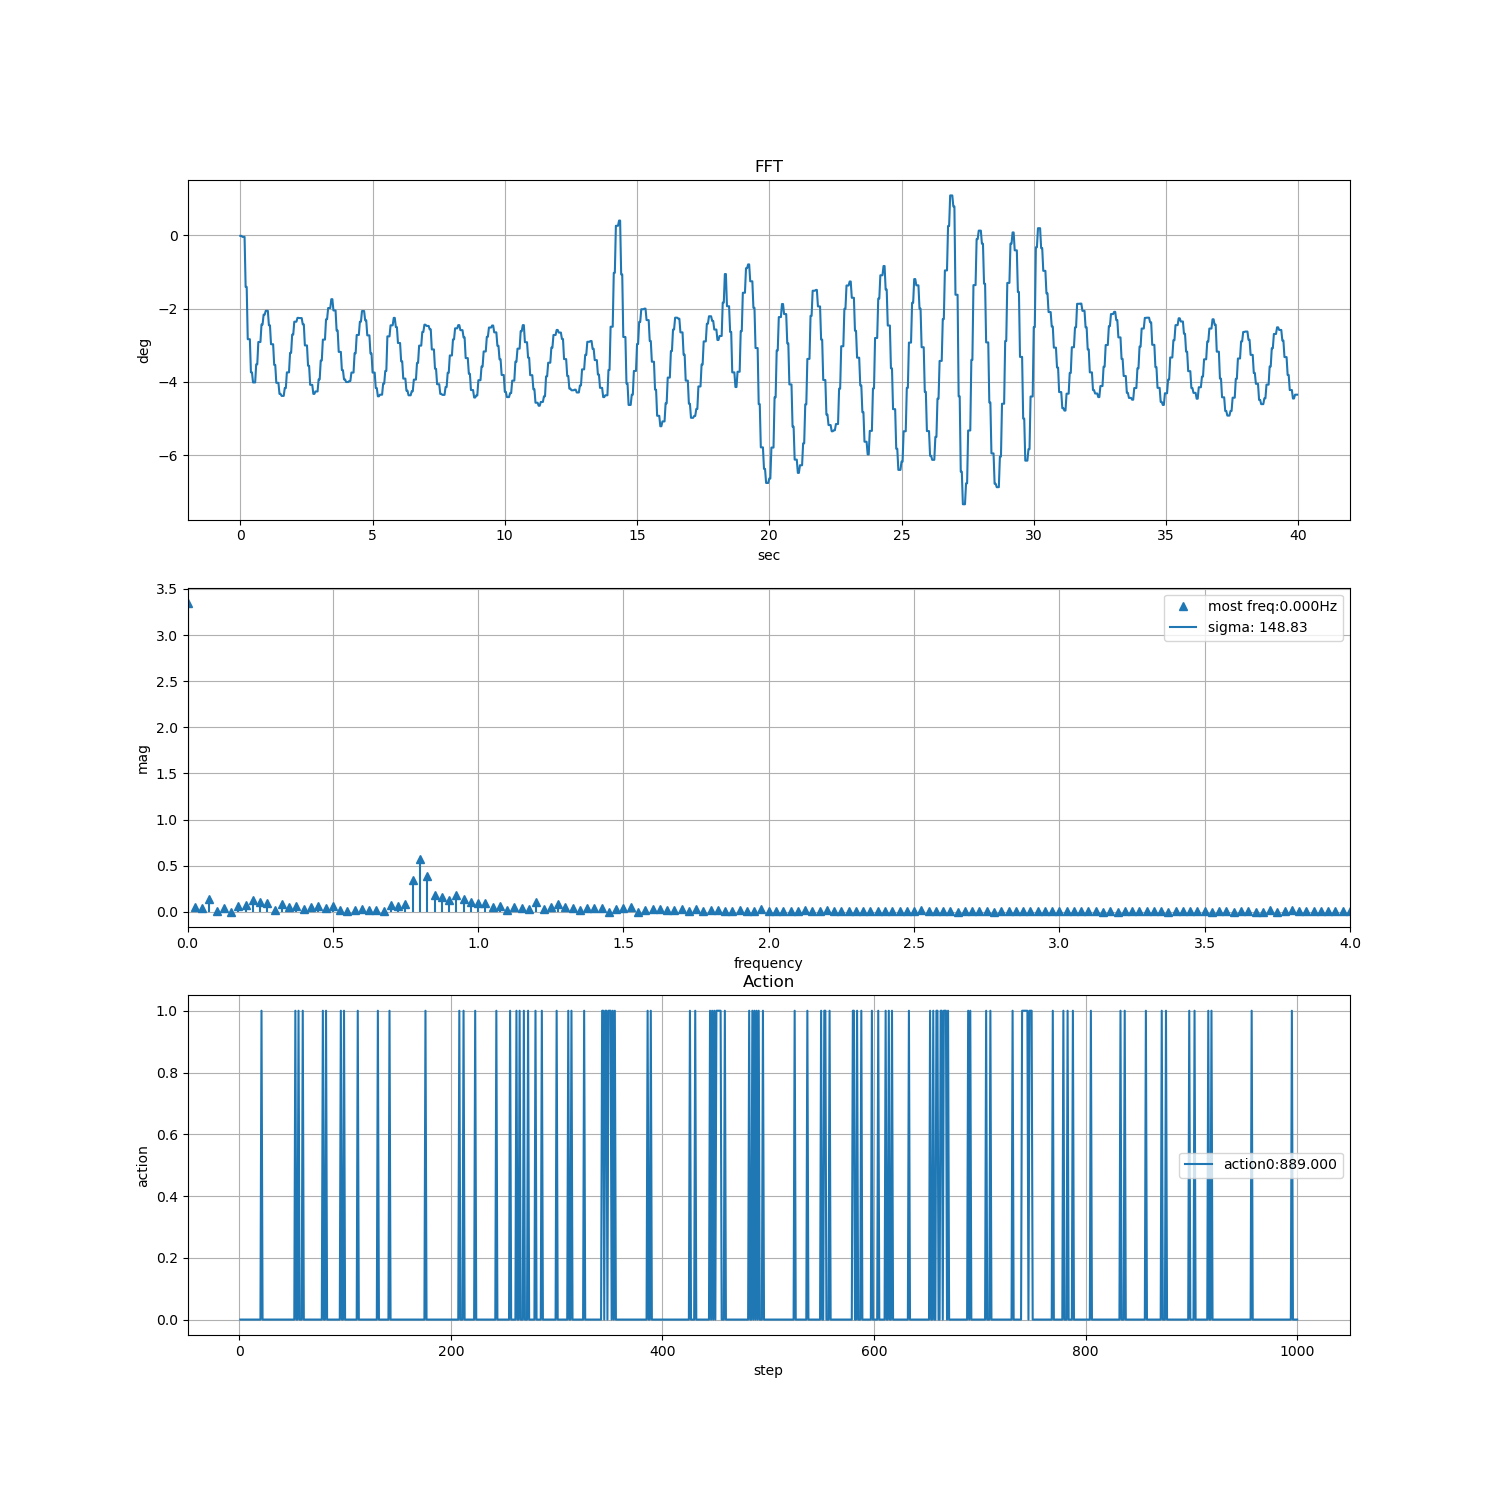 FFT
0
−2
−4
−6
deg
0 5 10 15 20 25 30 35 40
sec
3.5
3.0
2.5
2.0
1.5
1.0
0.5
0.0
mag
most freq:0.000Hz
sigma: 148.83
0.0 0.5 1.0 1.5 2.0 2.5 3.0 3.5 4.0
frequency
Action
1.0
0.8
0.6
0.4
0.2
0.0
action
action0:889.000
0 200 400 600 800 1000
step